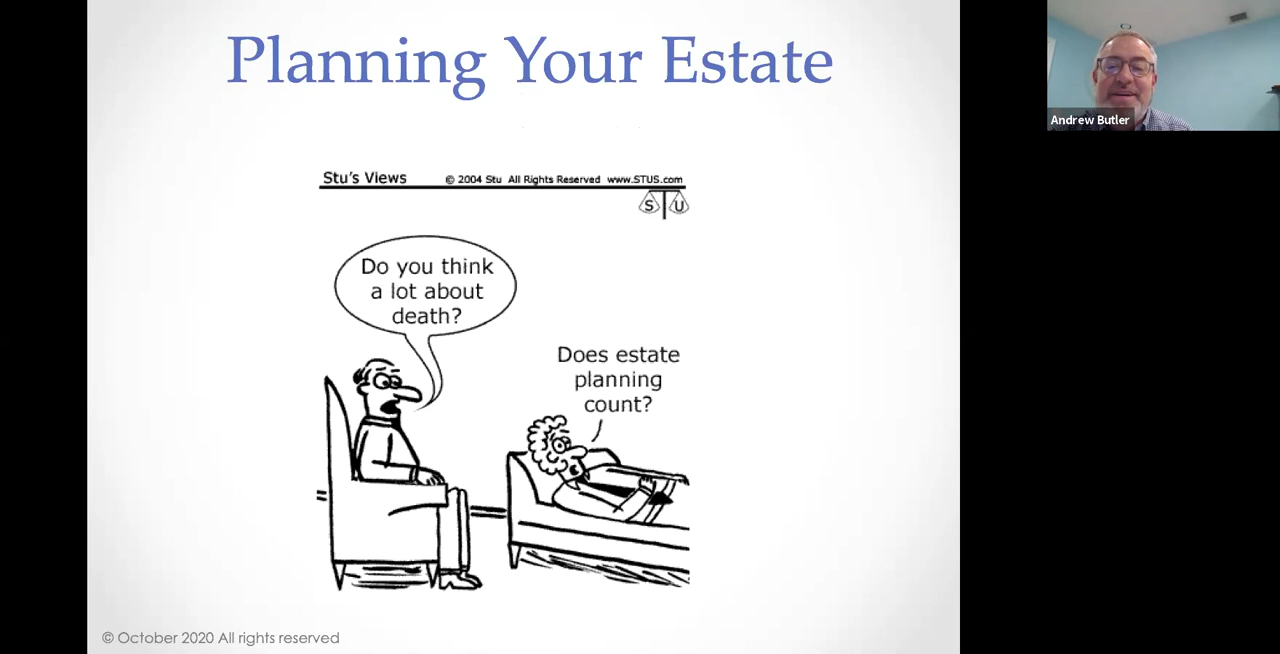 Planning Your Estate
Andrew Butler
Stu's Views © 2004 Stu All Rights Reserved www.STUS.com
S U
Do you think
a lot about
death?
Does estate
planning
count?
© October 2020 All rights reserved